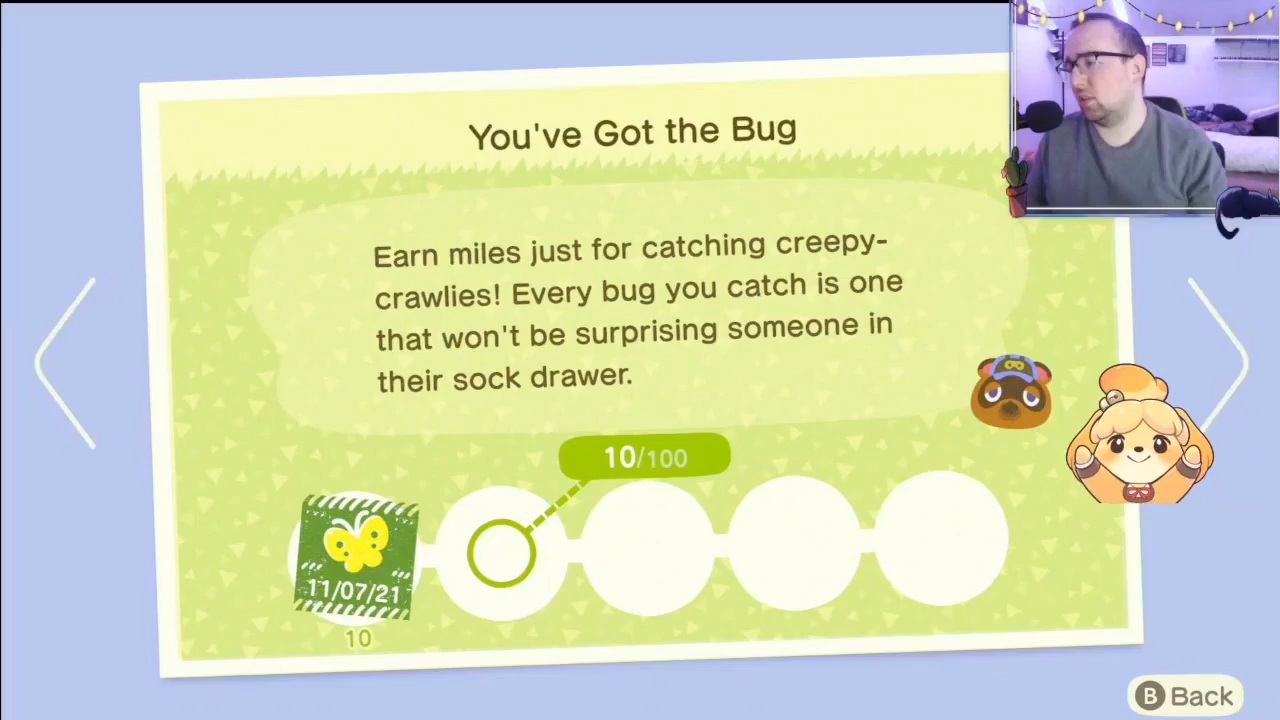 You've Got the Bug
Earn miles just for catching creepy-
crawlies! Every bug you catch is one
that won't be surprising someone in
their sock drawer.
10/100
11/07/21
10
B Back